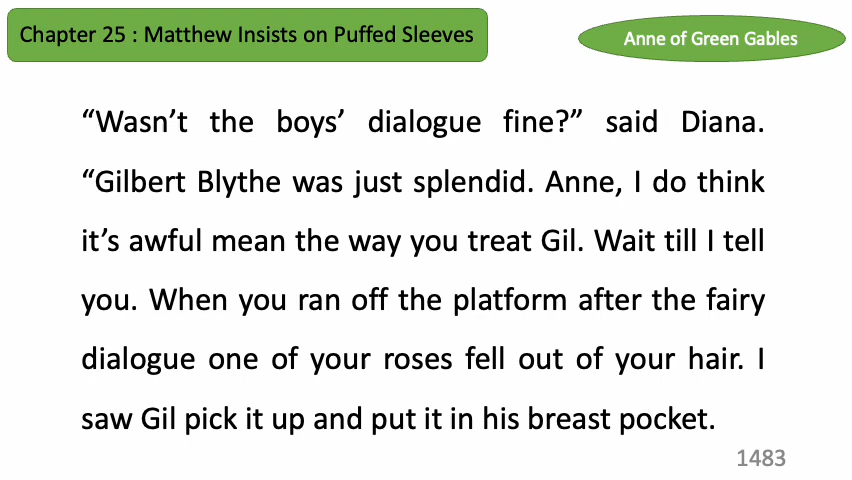 Chapter 25 : Matthew Insists on Puffed Sleeves
Anne of Green Gables
“Wasn’t the boys’ dialogue fine?” said Diana.
“Gilbert Blythe was just splendid. Anne, I do think
it’s awful mean the way you treat Gil. Wait till I tell
you. When you ran off the platform after the fairy
dialogue one of your roses fell out of your hair. I
saw Gil pick it up and put it in his breast pocket.
1483